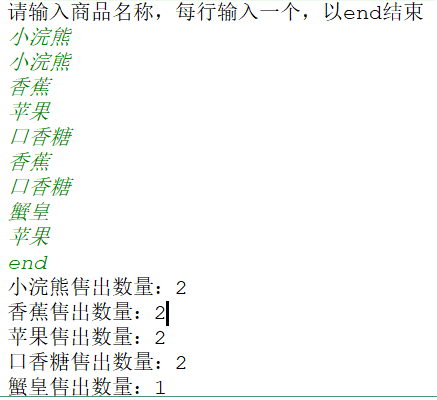 请输入商品名称，每行输入一个，以end结束
小浣熊
小浣熊
香蕉
苹果
口香糖
香蕉
口香糖
蟹皇
苹果
end
小浣熊售出数量：2
香蕉售出数量：2
苹果售出数量：2
口香糖售出数量：2
蟹皇售出数量：1